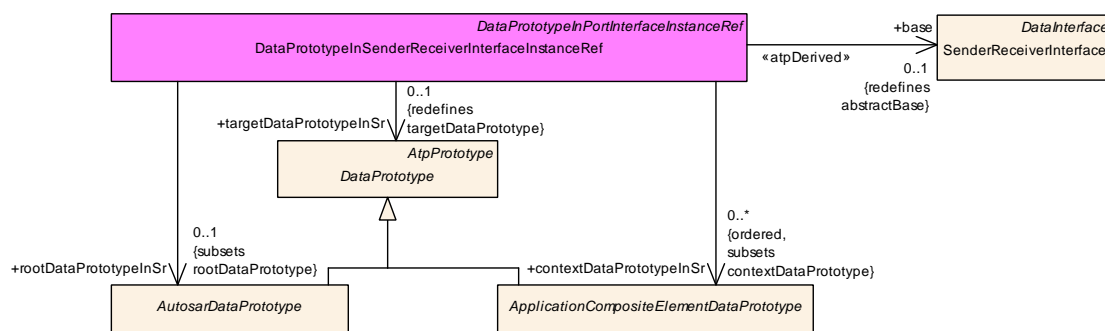 DataPrototypeInPortInterfaceInstanceRef
DataPrototypeInSenderReceiverInterfaceInstanceRef
+base
«atpDerived»
0..1
{redefines
abstractBase}
DataInterface
SenderReceiverInterface
0..1
{redefines
targetDataPrototype}
+targetDataPrototypeInSr
AtpPrototype
DataPrototype
0..1
{subsets
rootDataPrototype}
+rootDataPrototypeInSr
0..*
{ordered,
subsets
contextDataPrototype}
+contextDataPrototypeInSr
AutosarDataPrototype
ApplicationCompositeElementDataPrototype